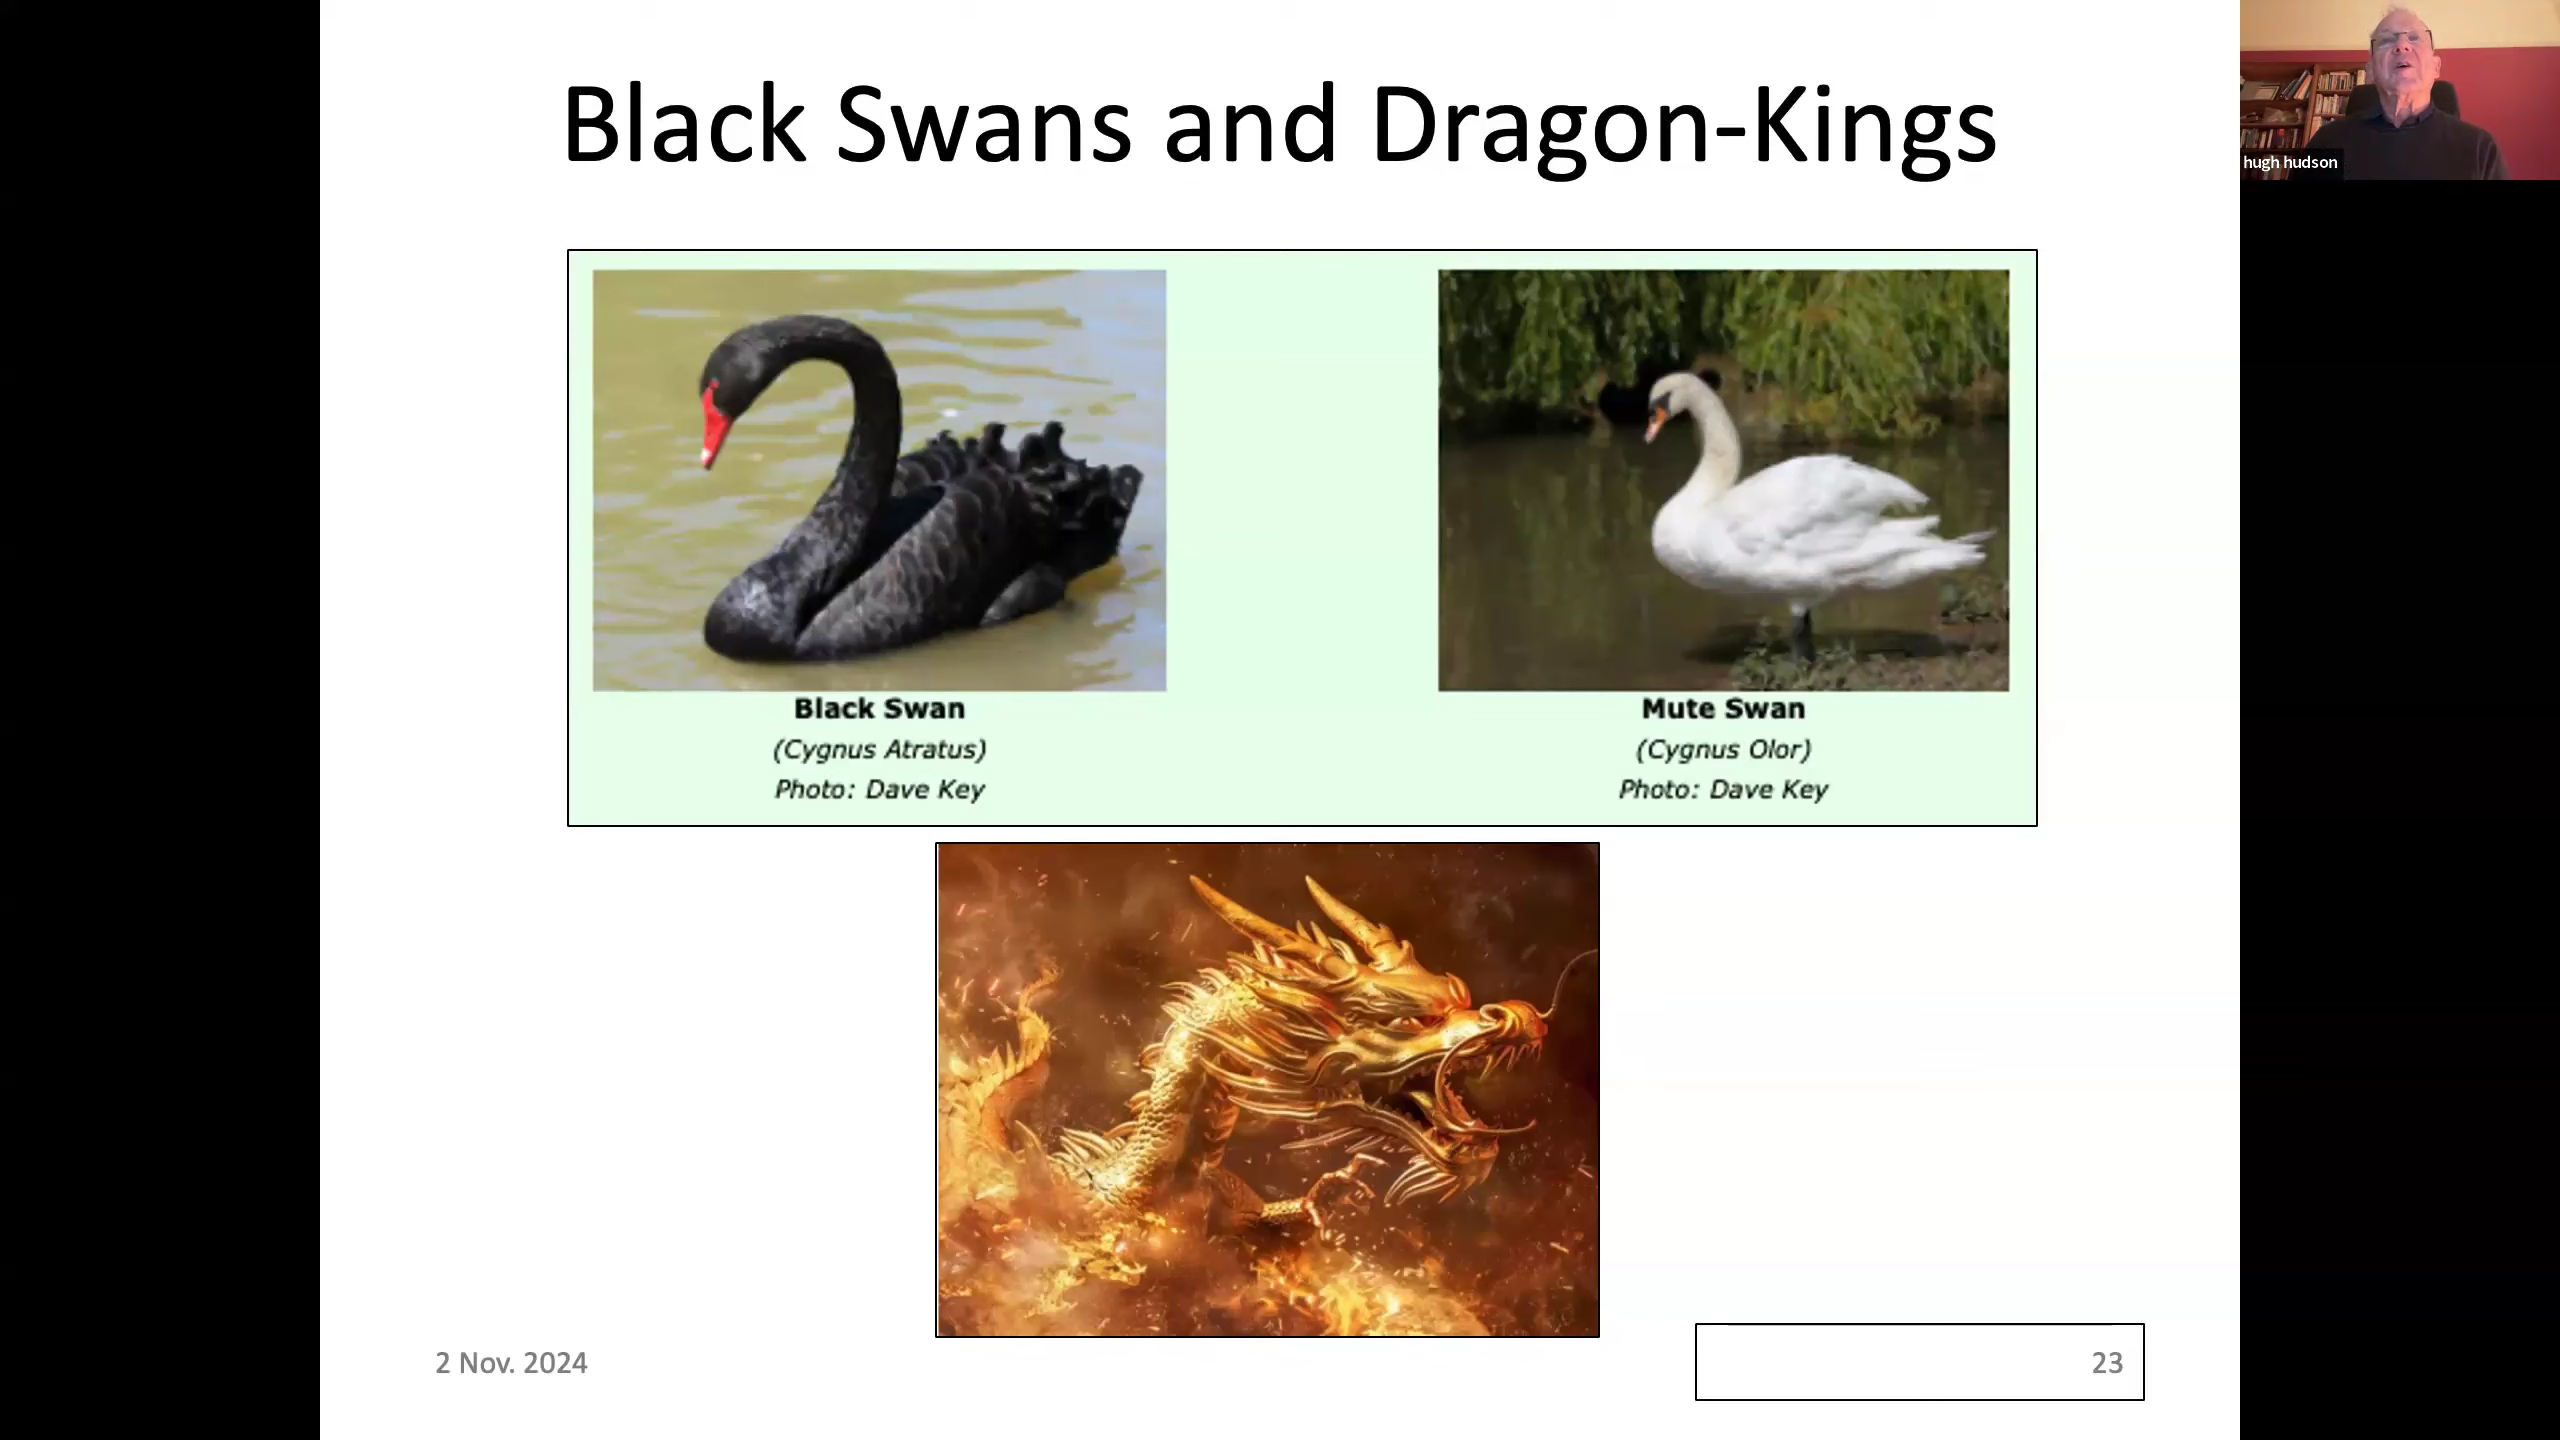 Black Swans and Dragon-Kings
hugh hudson
Black Swan
(Cygnus Atratus)
Photo: Dave Key
Mute Swan
(Cygnus Olor)
Photo: Dave Key
2 Nov. 2024
23